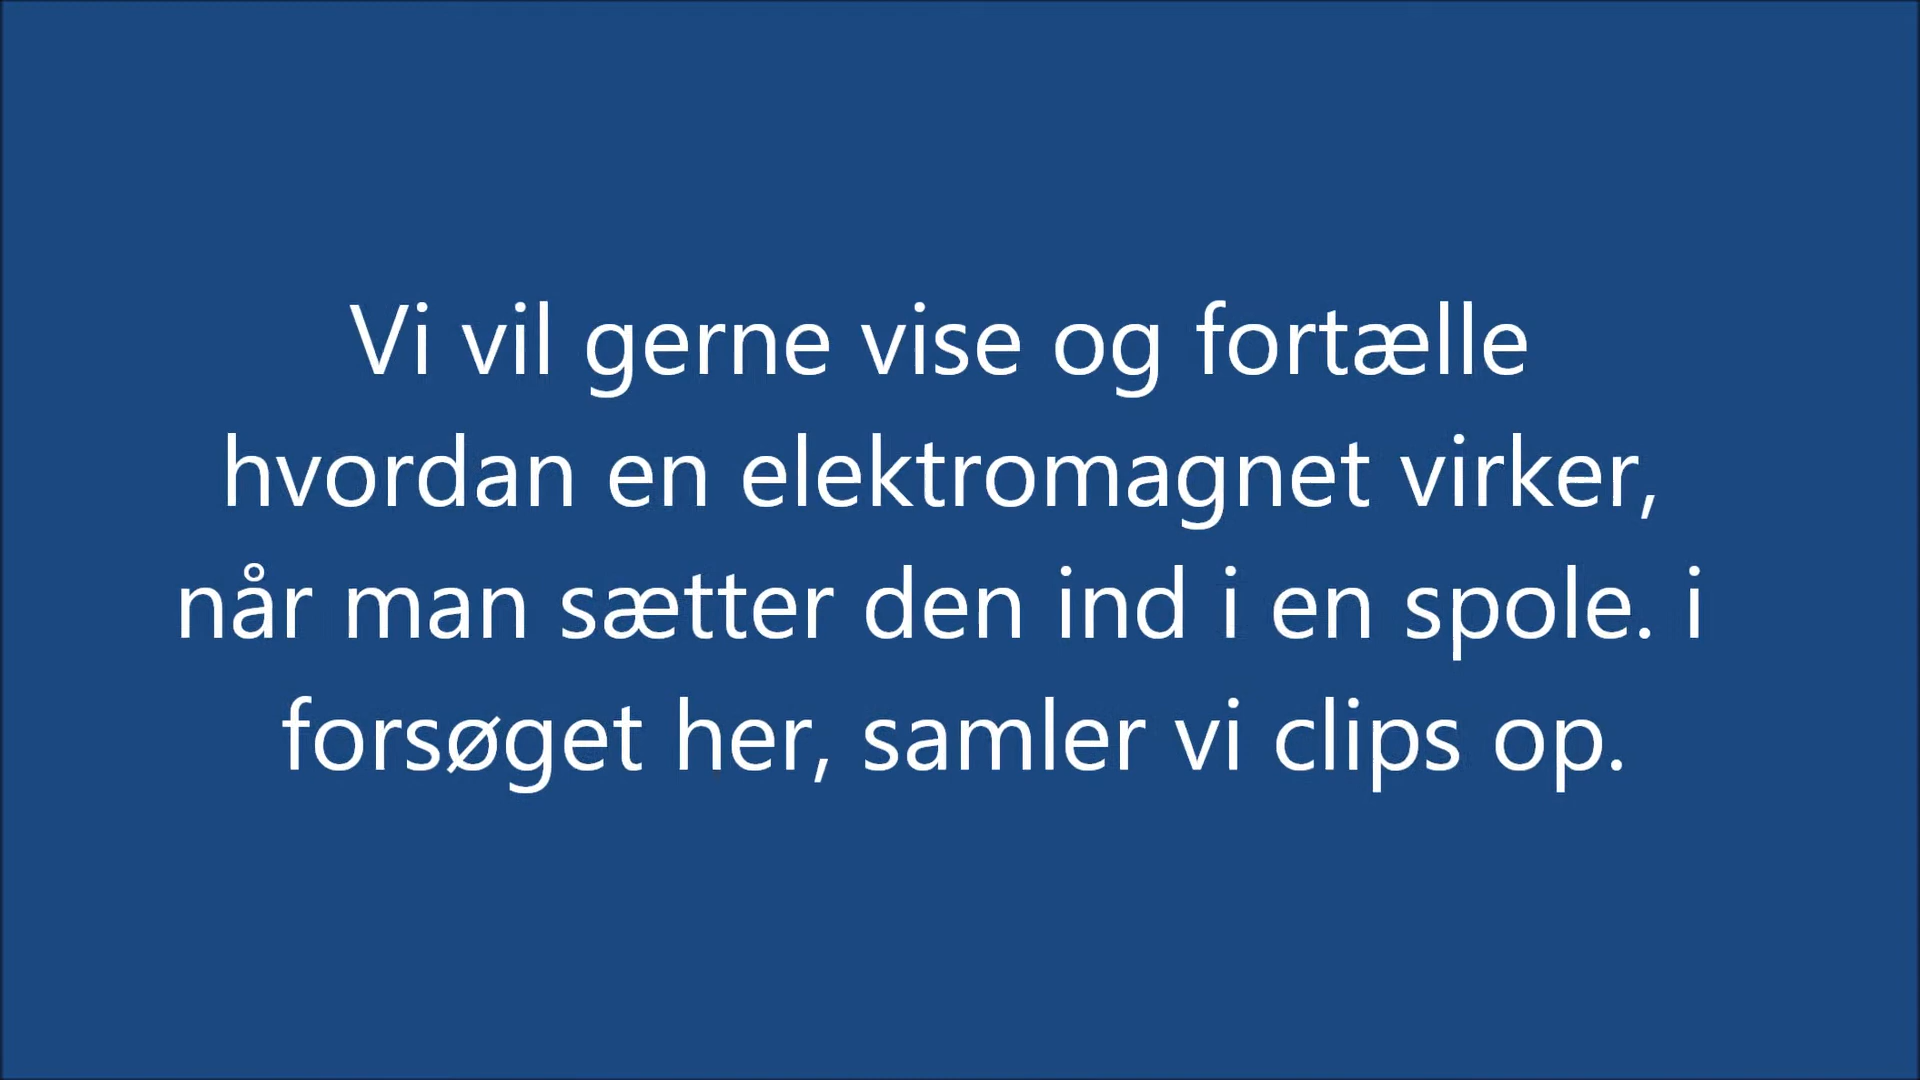 Vi vil gerne vise og fortælle
hvordan en elektromagnet virker,
når man sætter den ind i en spole. i
forsøget her, samler vi clips op.